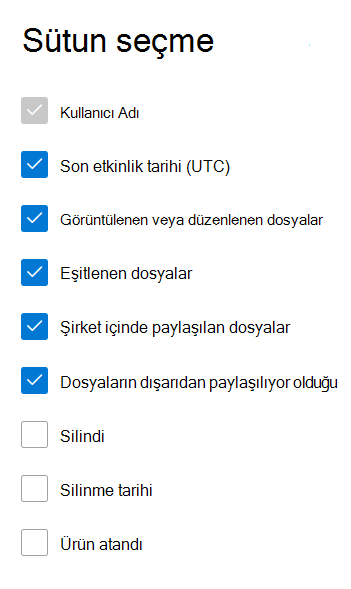 Sütun seçme
Kullanıcı Adı
Son etkinlik tarihi (UTC)
Görüntülenen veya düzenlenen dosyalar
Eşitlenen dosyalar
Şirket içinde paylaşılan dosyalar
Dosyaların dışarıdan paylaşılıyor olduğu
Silindi
Silinme tarihi
Ürün atandı